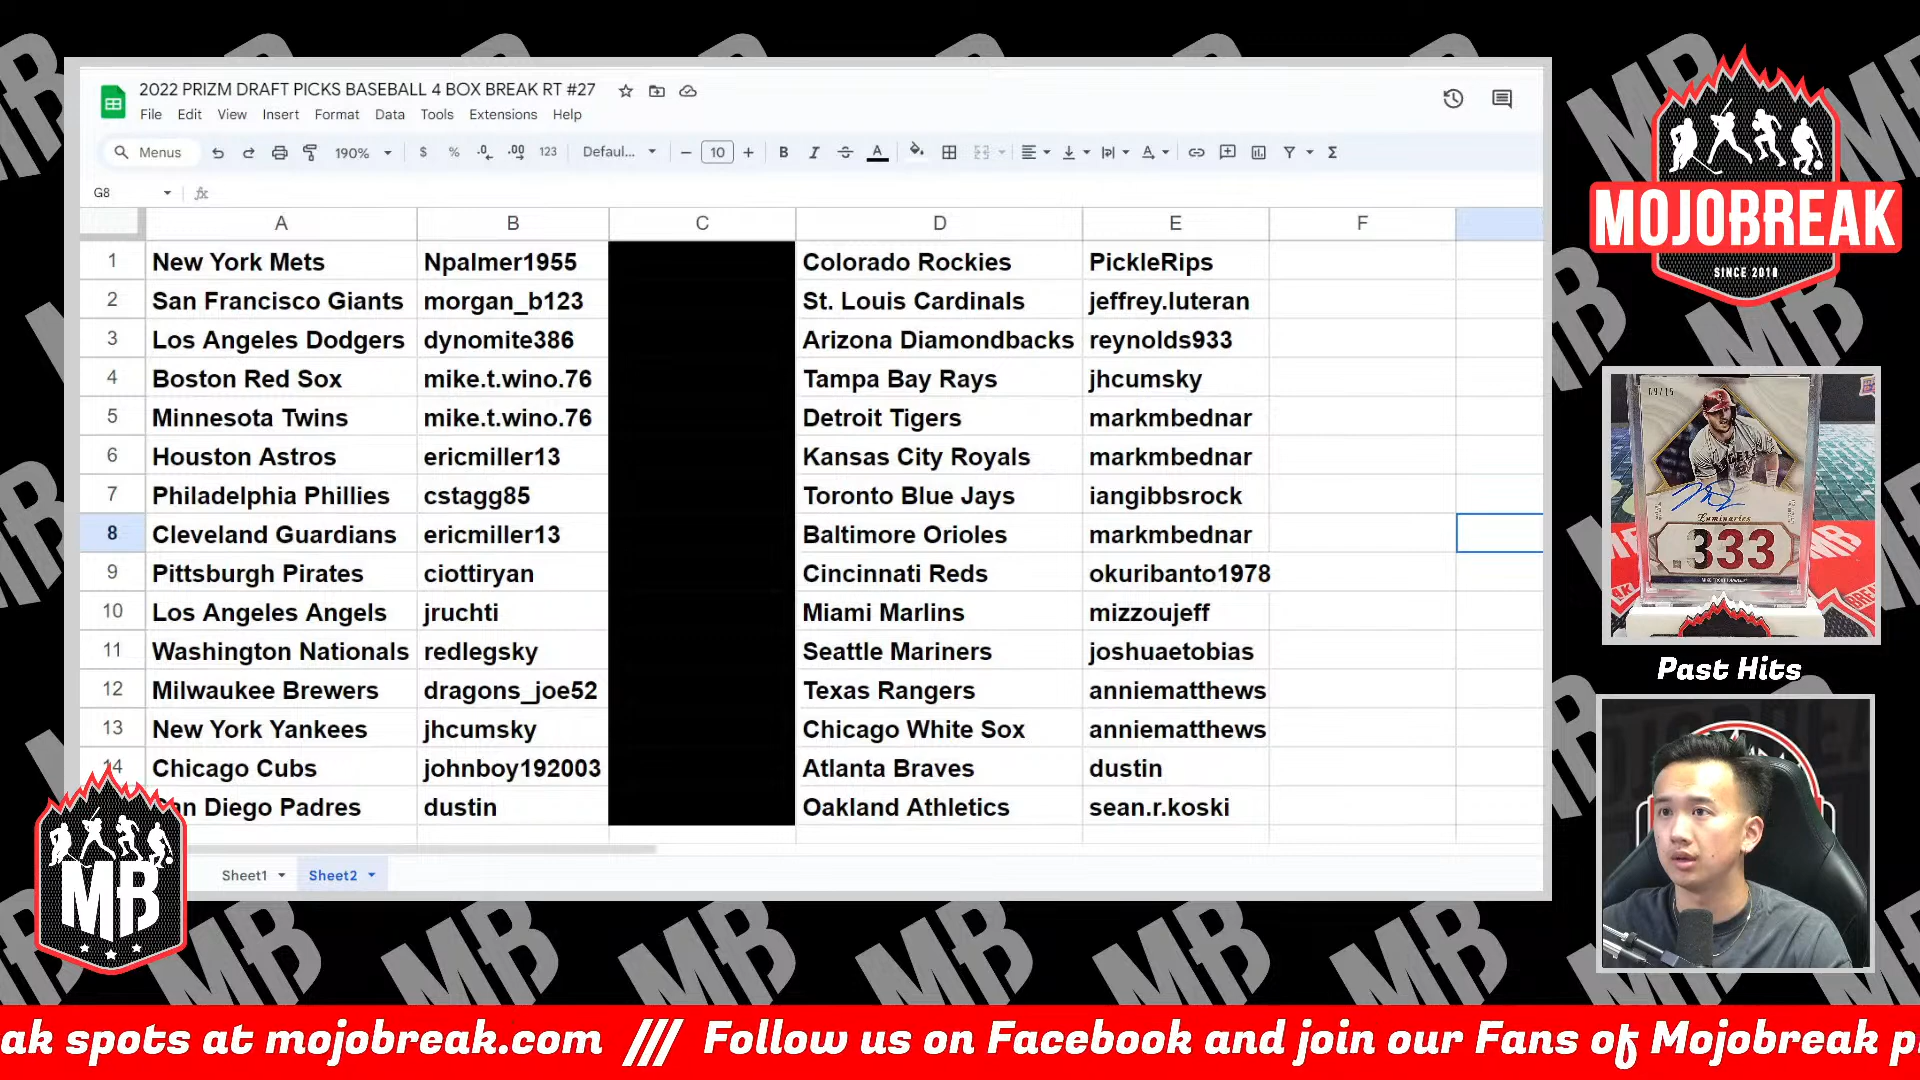 2022 PRIZM DRAFT PICKS BASEBALL 4 BOX BREAK RT #27
File Edit View Insert Format Data Tools Extensions Help
Menus 190% $ % .0 .00 123 Defaul... 10 B I A
G8 fx
A B C D E F
1 New York Mets Npalmer1955 Colorado Rockies PickleRips
2 San Francisco Giants morgan_b123 St. Louis Cardinals jeffrey.luteran
3 Los Angeles Dodgers dynomite386 Arizona Diamondbacks reynolds933
4 Boston Red Sox mike.t.wino.76 Tampa Bay Rays jhcumsky
5 Minnesota Twins mike.t.wino.76 Detroit Tigers markmbednar
6 Houston Astros ericmiller13 Kansas City Royals markmbednar
7 Philadelphia Phillies cstagg85 Toronto Blue Jays iangibbsrock
8 Cleveland Guardians ericmiller13 Baltimore Orioles markmbednar
9 Pittsburgh Pirates ciottiryan Cincinnati Reds okuribanto1978
10 Los Angeles Angels jruchti Miami Marlins mizzoujeff
11 Washington Nationals redlegsky Seattle Mariners joshuaetobias
12 Milwaukee Brewers dragons_joe52 Texas Rangers anniematthews
13 New York Yankees jhcumsky Chicago White Sox anniematthews
14 Chicago Cubs johnboy192003 Atlanta Braves dustin
an Diego Padres dustin Oakland Athletics sean.r.koski
Sheet1 Sheet2
MB
MOJOBREAK
SINCE 2010
Luminaries
333
Past Hits
ak spots at mojobreak.com /// Follow us on Facebook and join our Fans of Mojobreak p